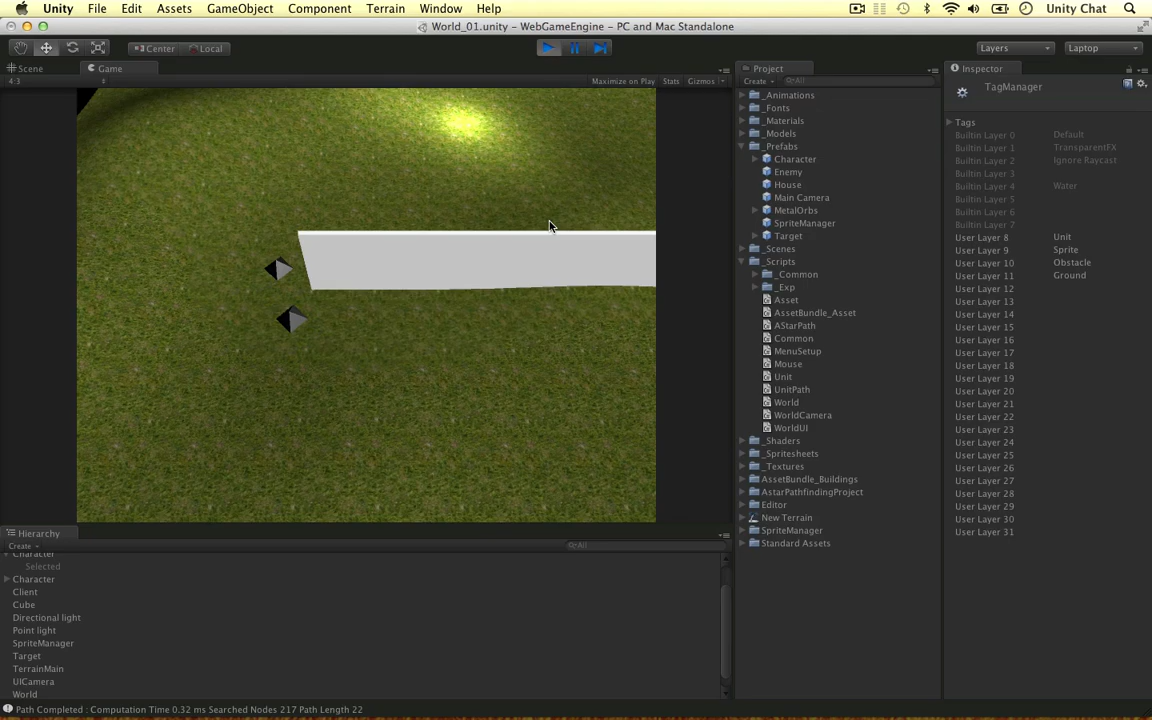 Unity File Edit Assets GameObject Component Terrain Window Help Unity Chat
World_01.unity – WebGameEngine – PC and Mac Standalone
Center Local Layers Laptop
Scene Game Project Inspector
4:3 Maximize on Play Stats Gizmos Create All
TagManager
_Animations
_Fonts
_Materials
_Models
_Prefabs
Character
Enemy
House
Main Camera
MetalOrbs
SpriteManager
Target
_Scenes
_Scripts
_Common
_Exp
Asset
AssetBundle_Asset
AStarPath
Common
MenuSetup
Mouse
Unit
UnitPath
World
WorldCamera
WorldUI
_Shaders
_Spritesheets
_Textures
AssetBundle_Buildings
AstarPathfindingProject
Editor
New Terrain
SpriteManager
Standard Assets
Tags
Builtin Layer 0 Default
Builtin Layer 1 TransparentFX
Builtin Layer 2 Ignore Raycast
Builtin Layer 3
Builtin Layer 4 Water
Builtin Layer 5
Builtin Layer 6
Builtin Layer 7
User Layer 8 Unit
User Layer 9 Sprite
User Layer 10 Obstacle
User Layer 11 Ground
User Layer 12
User Layer 13
User Layer 14
User Layer 15
User Layer 16
User Layer 17
User Layer 18
User Layer 19
User Layer 20
User Layer 21
User Layer 22
User Layer 23
User Layer 24
User Layer 25
User Layer 26
User Layer 27
User Layer 28
User Layer 29
User Layer 30
User Layer 31
Hierarchy
Create All
Character
Selected
Character
Client
Cube
Directional light
Point light
SpriteManager
Target
TerrainMain
UICamera
World
Path Completed : Computation Time 0.32 ms Searched Nodes 217 Path Length 22